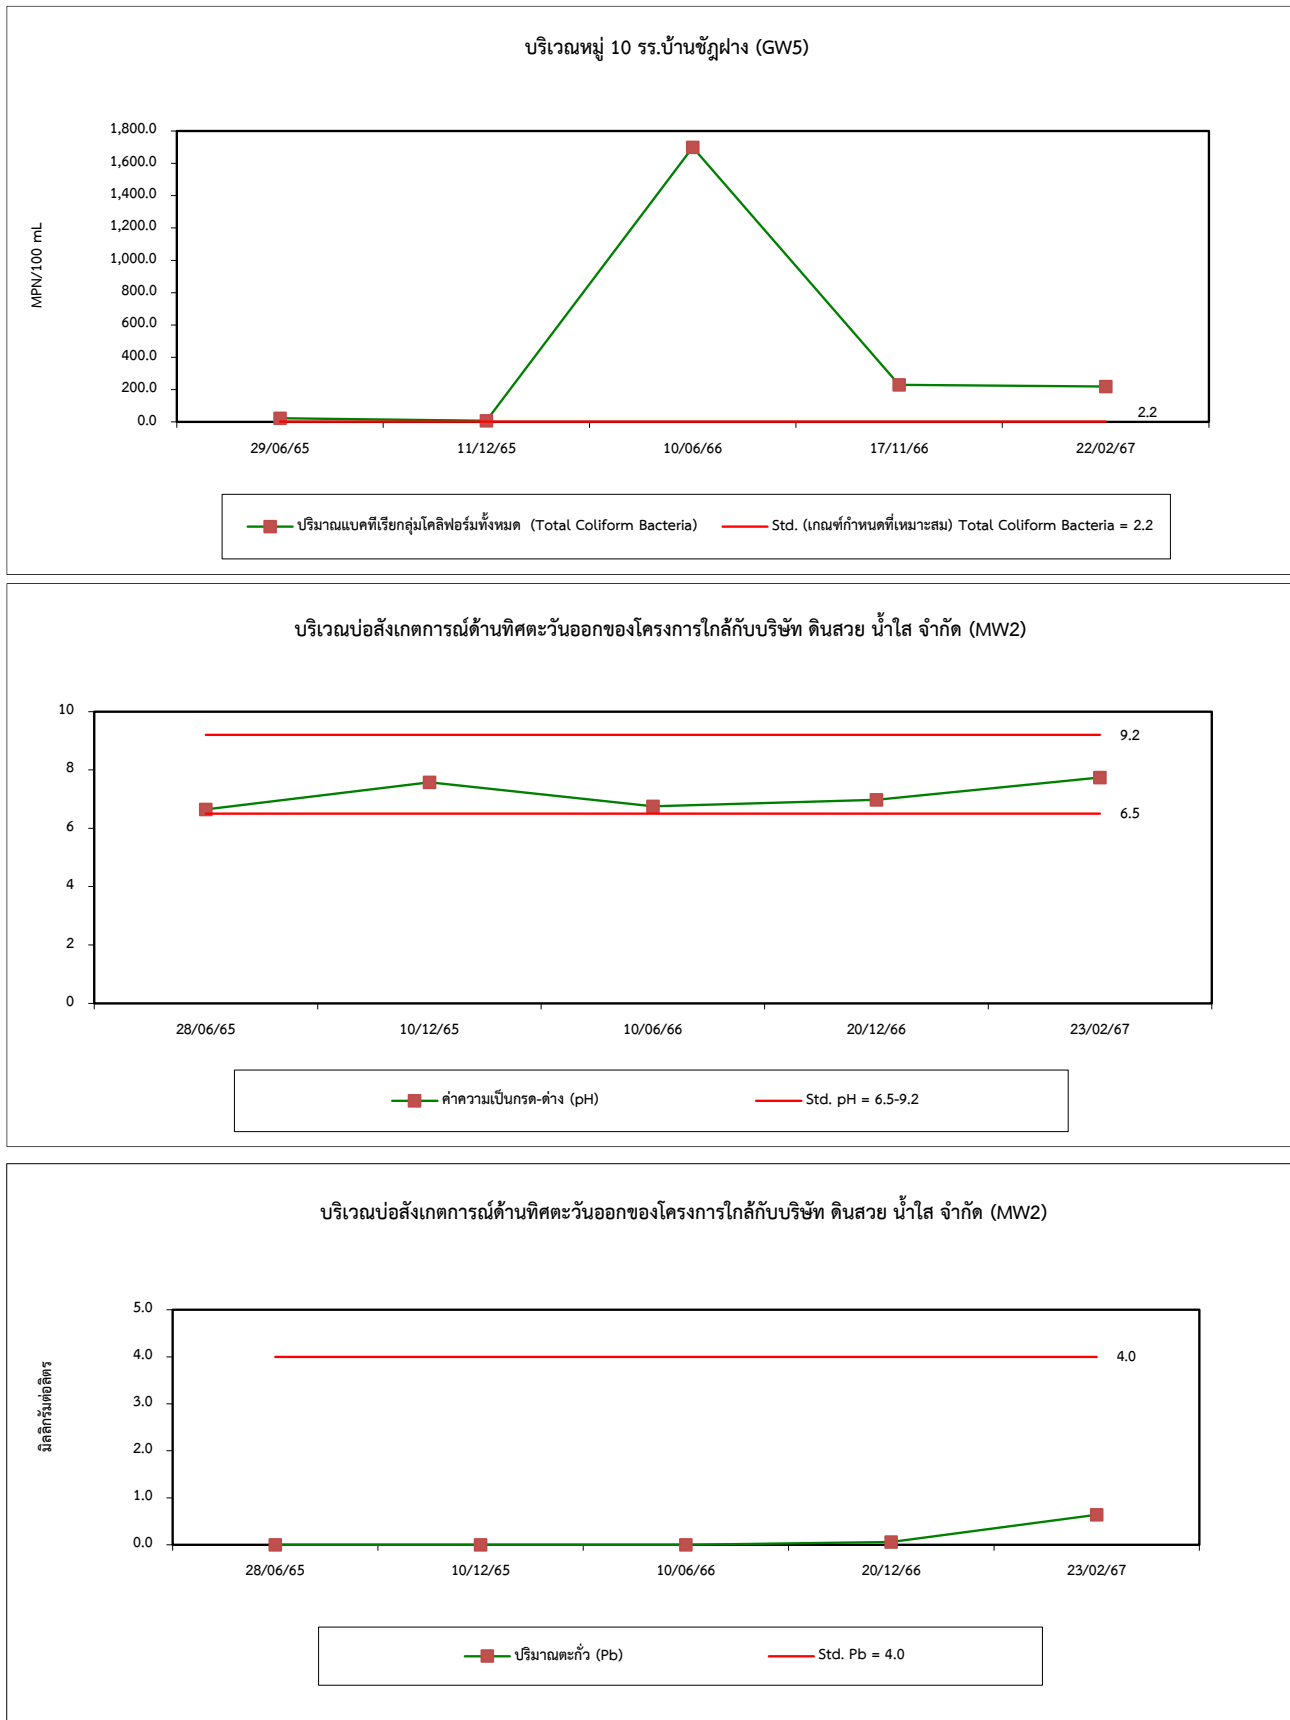 บริเวณหมู่ 10 รร.บ้านชัฎฝาง (GW5)
MPN/100 mL
1,800.0
1,600.0
1,400.0
1,200.0
1,000.0
800.0
600.0
400.0
200.0
0.0
2.2
29/06/65 11/12/65 10/06/66 17/11/66 22/02/67
ปริมาณแบคทีเรียกลุ่มโคลิฟอร์มทั้งหมด (Total Coliform Bacteria) Std. (เกณฑ์กำหนดที่เหมาะสม) Total Coliform Bacteria = 2.2
บริเวณบ่อสังเกตการณ์ด้านทิศตะวันออกของโครงการใกล้กับบริษัท ดินสวย น้ำใส จำกัด (MW2)
10
8
6
4
2
0
9.2
6.5
28/06/65 10/12/65 10/06/66 20/12/66 23/02/67
ค่าความเป็นกรด-ด่าง (pH) Std. pH = 6.5-9.2
บริเวณบ่อสังเกตการณ์ด้านทิศตะวันออกของโครงการใกล้กับบริษัท ดินสวย น้ำใส จำกัด (MW2)
มิลลิกรัมต่อลิตร
5.0
4.0
3.0
2.0
1.0
0.0
4.0
28/06/65 10/12/65 10/06/66 20/12/66 23/02/67
ปริมาณตะกั่ว (Pb) Std. Pb = 4.0